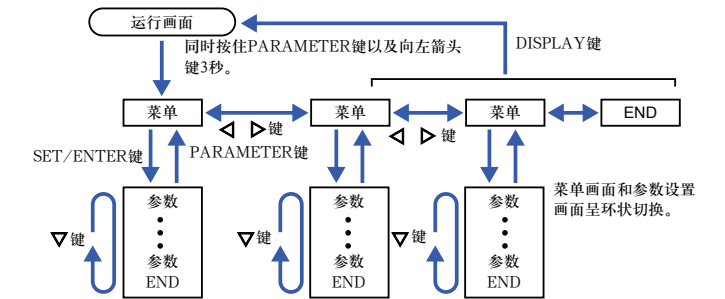 运行画面
同时按住PARAMETER键以及向左箭头
键3秒。
DISPLAY键
菜单
菜单
菜单
END
键
键
SET/ENTER键
PARAMETER键
参数
参数
END
键
参数
参数
END
键
参数
参数
END
键
菜单画面和参数设置
画面呈环状切换。